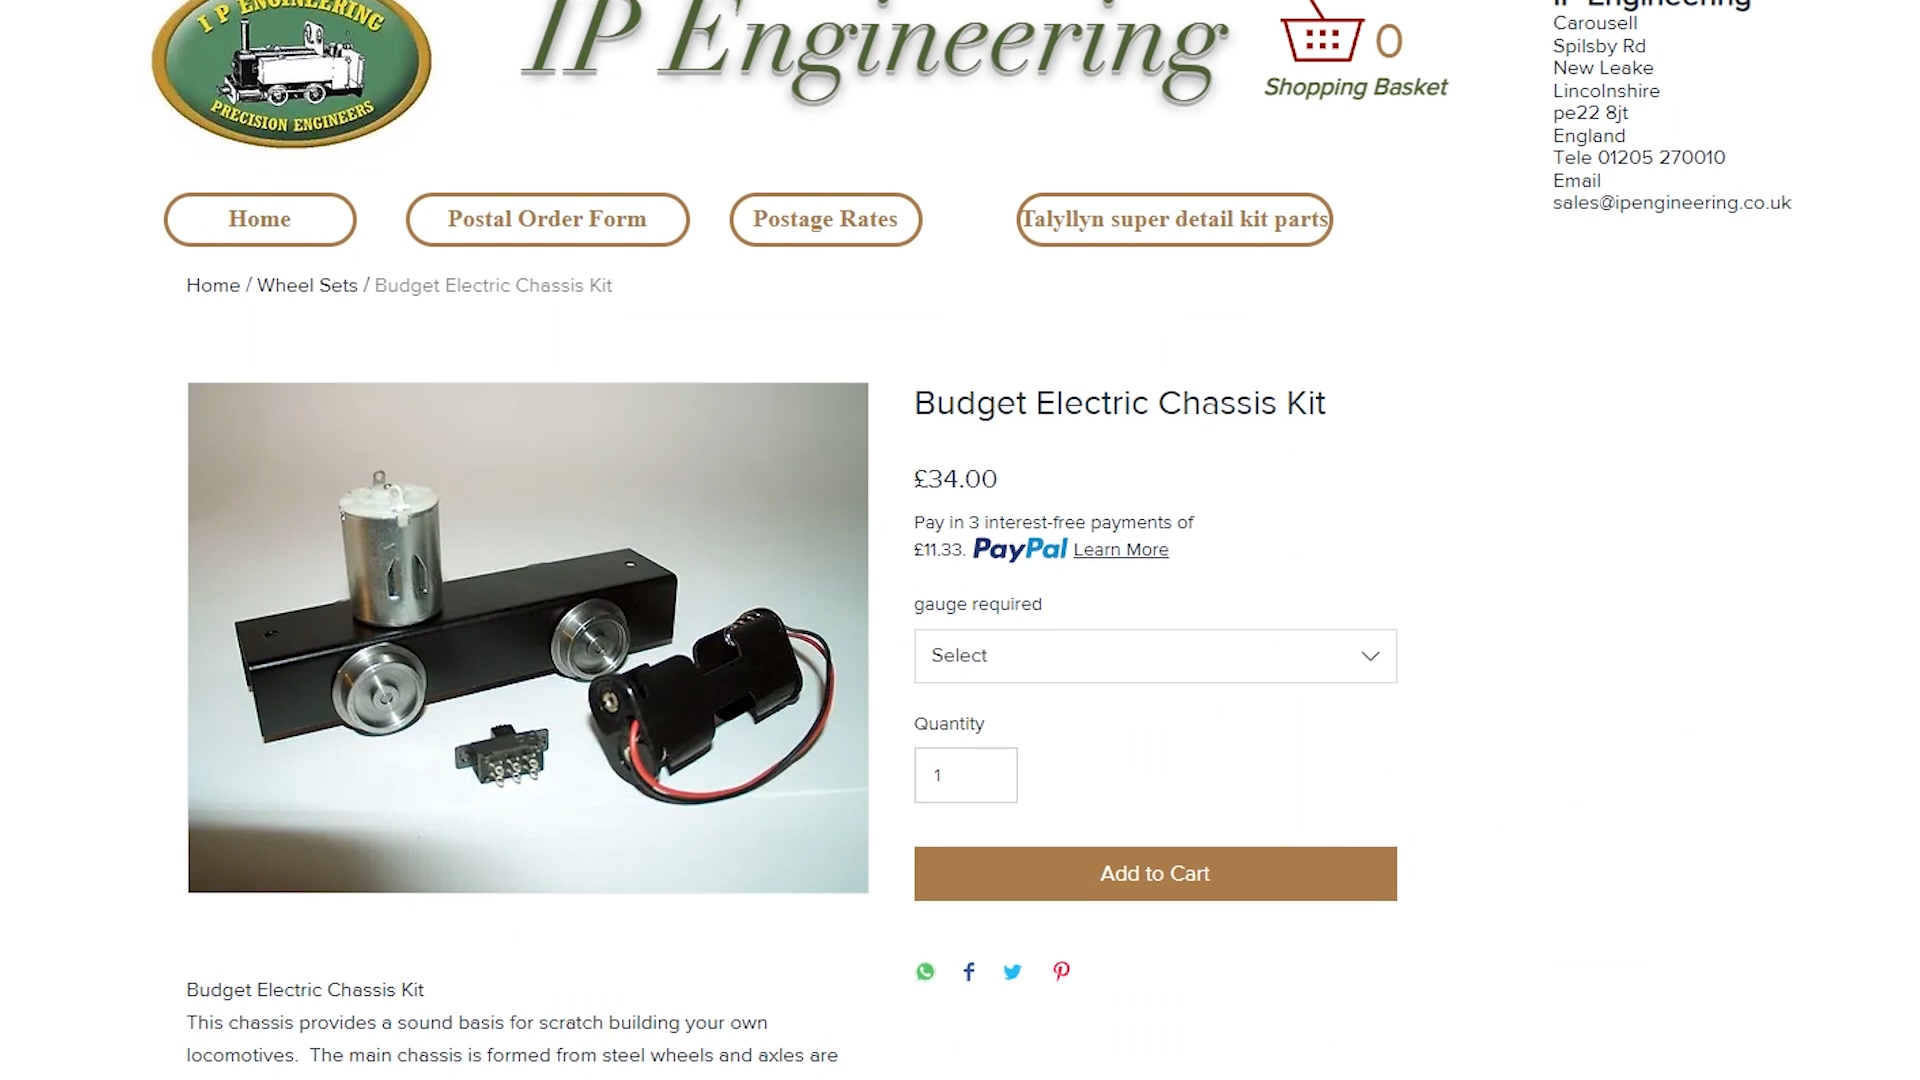 I P ENGINEERING
PRECISION ENGINEERS
IP Engineering
0
Shopping Basket
IP Engineering
Carousell
Spilsby Rd
New Leake
Lincolnshire
pe22 8jt
England
Tele 01205 270010
Email
sales@ipengineering.co.uk
Home
Postal Order Form
Postage Rates
Talyllyn super detail kit parts
Home / Wheel Sets / Budget Electric Chassis Kit
Budget Electric Chassis Kit
£34.00
Pay in 3 interest-free payments of
£11.33. PayPal Learn More
gauge required
Select
Quantity
1
Add to Cart
Budget Electric Chassis Kit
This chassis provides a sound basis for scratch building your own
locomotives.  The main chassis is formed from steel wheels and axles are